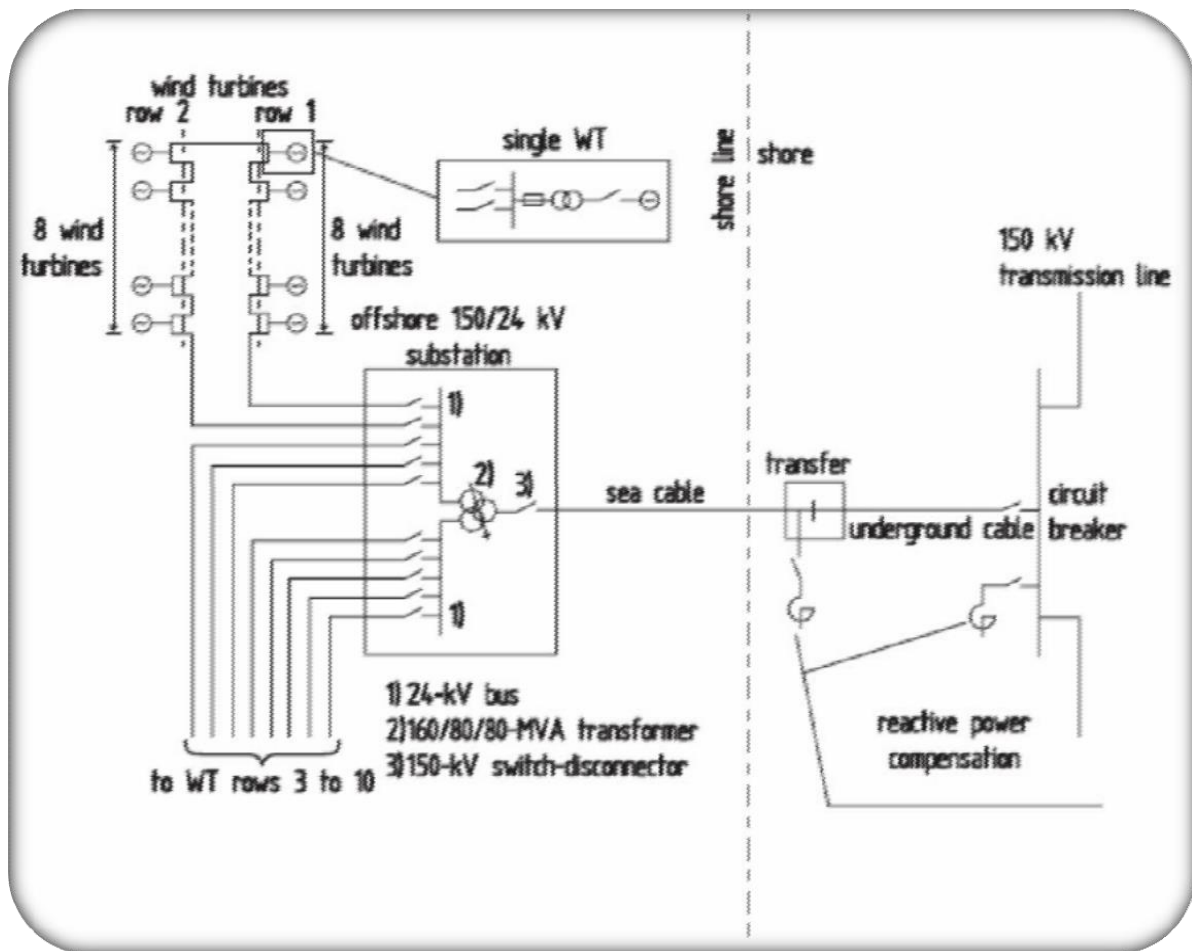 wind turbines
row 2
row 1
single WT
8 wind
turbines
8 wind
turbines
shore line
shore
150 kV
transmission line
offshore 150/24 kV
substation
1)
2)
3)
sea cable
transfer
underground cable
circuit
breaker
1)
1) 24-kV bus
2) 160/80/80-MVA transformer
3) 150-kV switch-disconnector
to WT rows 3 to 10
reactive power
compensation